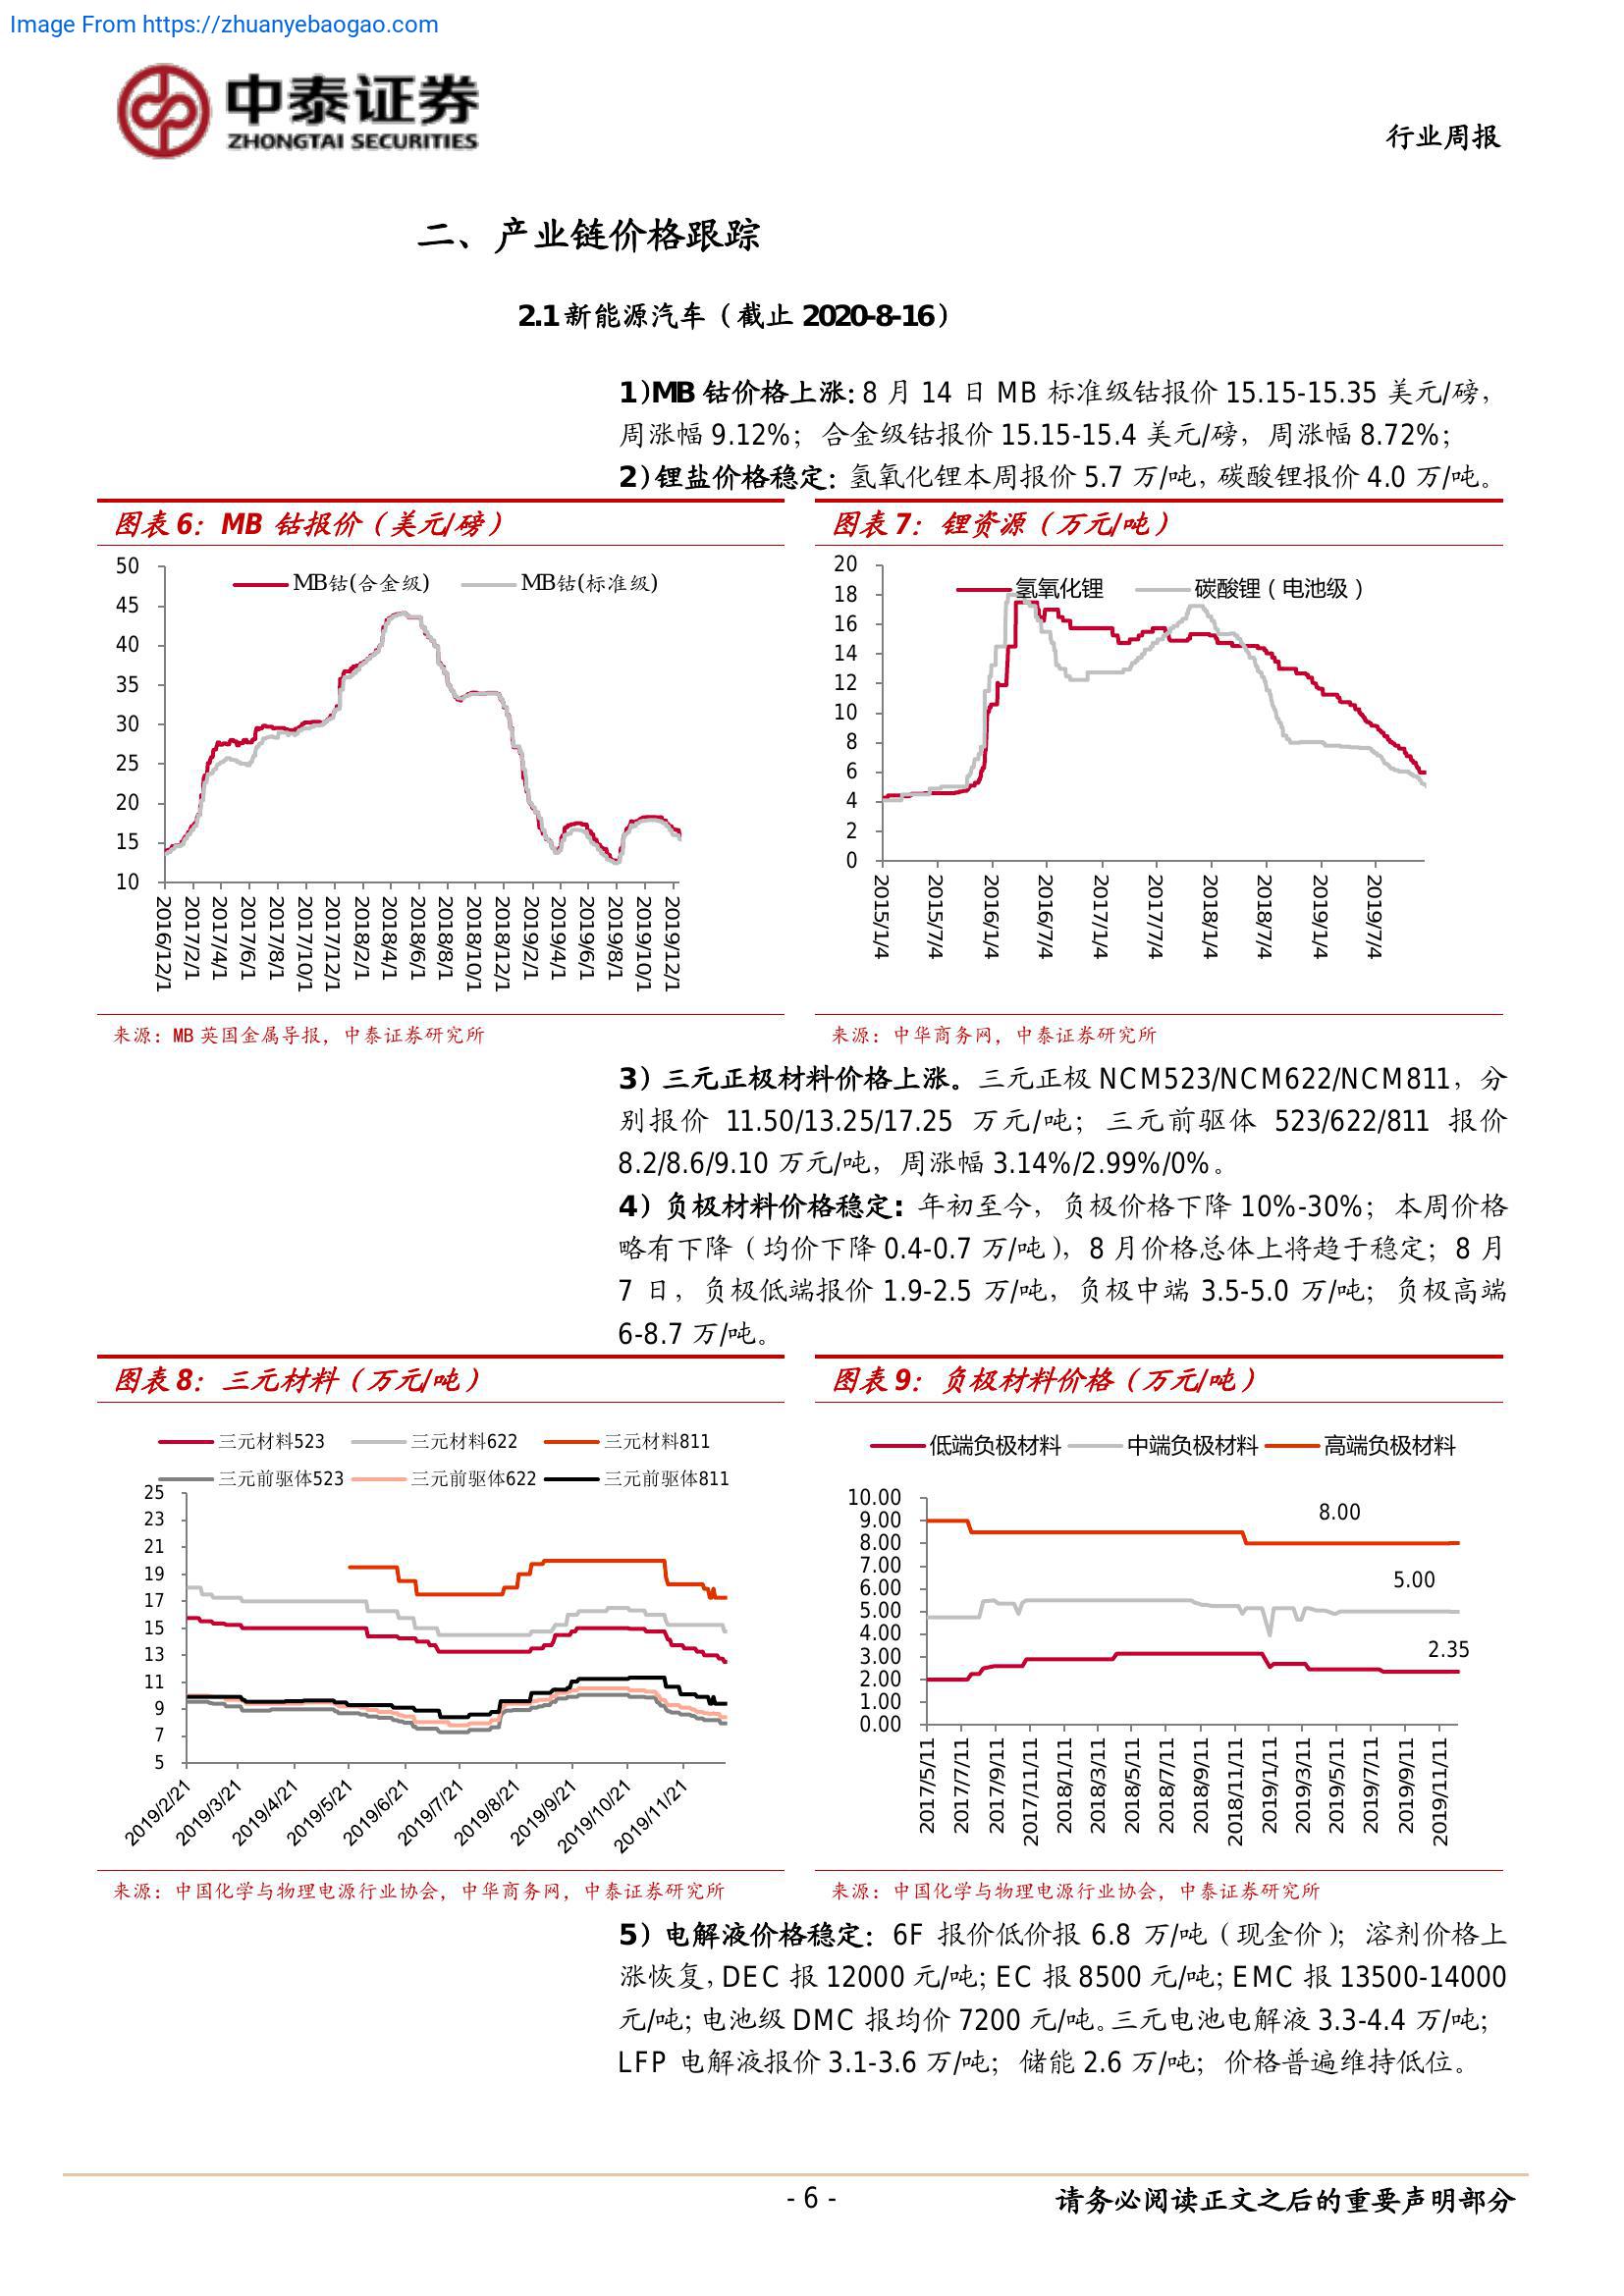 Image From https://zhuanyebaogao.com
中泰证券
ZHONGTAI SECURITIES
行业周报
二、产业链价格跟踪
2.1 新能源汽车（截止 2020-8-16）
1）MB 钴价格上涨：8 月 14 日 MB 标准级钴报价 15.15-15.35 美元/磅，
周涨幅 9.12%；合金级钴报价 15.15-15.4 美元/磅，周涨幅 8.72%；
2）锂盐价格稳定：氢氧化锂本周报价 5.7 万/吨，碳酸锂报价 4.0 万/吨。
图表 6：MB 钴报价（美元/磅）
MB钴(合金级)
MB钴(标准级)
50
45
40
35
30
25
20
15
10
2016/12/1
2017/2/1
2017/4/1
2017/6/1
2017/8/1
2017/10/1
2017/12/1
2018/2/1
2018/4/1
2018/6/1
2018/8/1
2018/10/1
2018/12/1
2019/2/1
2019/4/1
2019/6/1
2019/8/1
2019/10/1
2019/12/1
来源：MB 英国金属导报，中泰证券研究所
图表 7：锂资源（万元/吨）
氢氧化锂
碳酸锂（电池级）
20
18
16
14
12
10
8
6
4
2
0
2015/1/4
2015/7/4
2016/1/4
2016/7/4
2017/1/4
2017/7/4
2018/1/4
2018/7/4
2019/1/4
2019/7/4
来源：中华商务网，中泰证券研究所
3）三元正极材料价格上涨。三元正极 NCM523/NCM622/NCM811，分
别报价 11.50/13.25/17.25 万元/吨；三元前驱体 523/622/811 报价
8.2/8.6/9.10 万元/吨，周涨幅 3.14%/2.99%/0%。
4）负极材料价格稳定：年初至今，负极价格下降 10%-30%；本周价格
略有下降（均价下降 0.4-0.7 万/吨），8 月价格总体上将趋于稳定；8 月
7 日，负极低端报价 1.9-2.5 万/吨，负极中端 3.5-5.0 万/吨；负极高端
6-8.7 万/吨。
图表 8：三元材料（万元/吨）
三元材料523
三元材料622
三元材料811
三元前驱体523
三元前驱体622
三元前驱体811
25
23
21
19
17
15
13
11
9
7
5
2019/2/21
2019/3/21
2019/4/21
2019/5/21
2019/6/21
2019/7/21
2019/8/21
2019/9/21
2019/10/21
2019/11/21
来源：中国化学与物理电源行业协会，中华商务网，中泰证券研究所
图表 9：负极材料价格（万元/吨）
低端负极材料
中端负极材料
高端负极材料
10.00
9.00
8.00
7.00
6.00
5.00
4.00
3.00
2.00
1.00
0.00
8.00
5.00
2.35
2017/5/11
2017/7/11
2017/9/11
2017/11/11
2018/1/11
2018/3/11
2018/5/11
2018/7/11
2018/9/11
2018/11/11
2019/1/11
2019/3/11
2019/5/11
2019/7/11
2019/9/11
2019/11/11
来源：中国化学与物理电源行业协会，中泰证券研究所
5）电解液价格稳定：6F 报价低价报 6.8 万/吨（现金价）；溶剂价格上
涨恢复，DEC 报 12000 元/吨；EC 报 8500 元/吨；EMC 报 13500-14000
元/吨；电池级 DMC 报均价 7200 元/吨。三元电池电解液 3.3-4.4 万/吨；
LFP 电解液报价 3.1-3.6 万/吨；储能 2.6 万/吨；价格普遍维持低位。
- 6 -
请务必阅读正文之后的重要声明部分